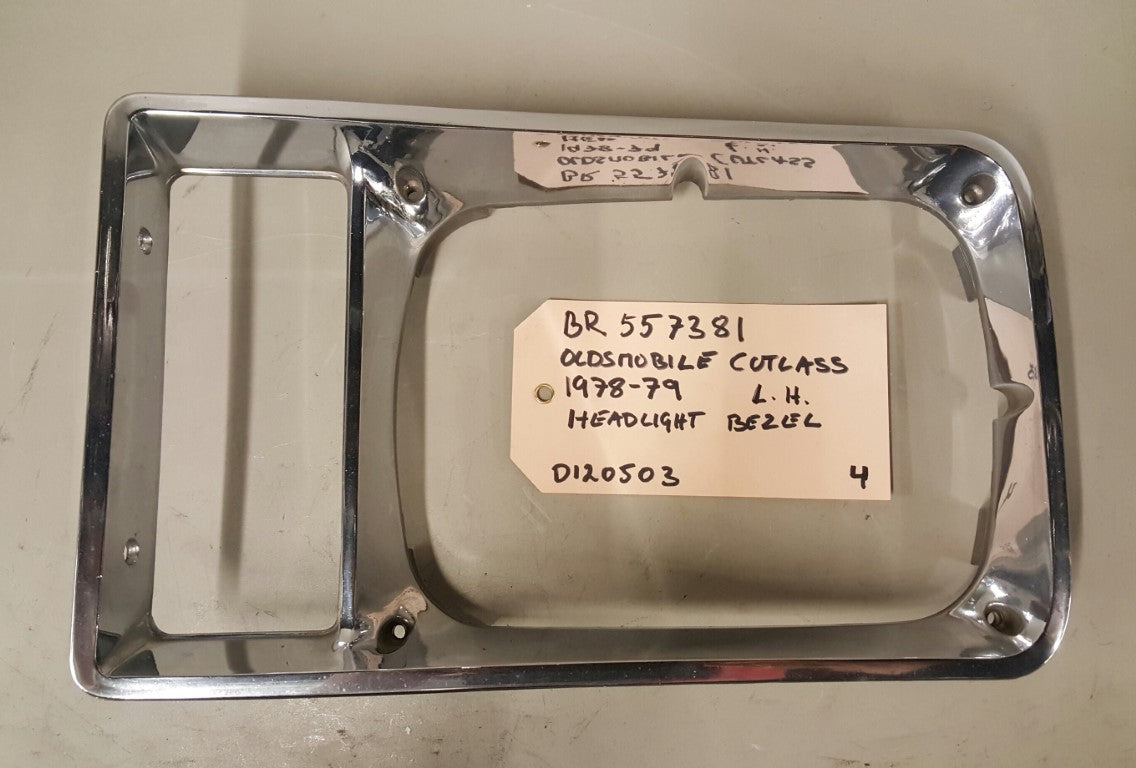 BR 557381
OLDSMOBILE CUTLASS
1978-79 L.H.
HEADLIGHT BEZEL
D120503 4